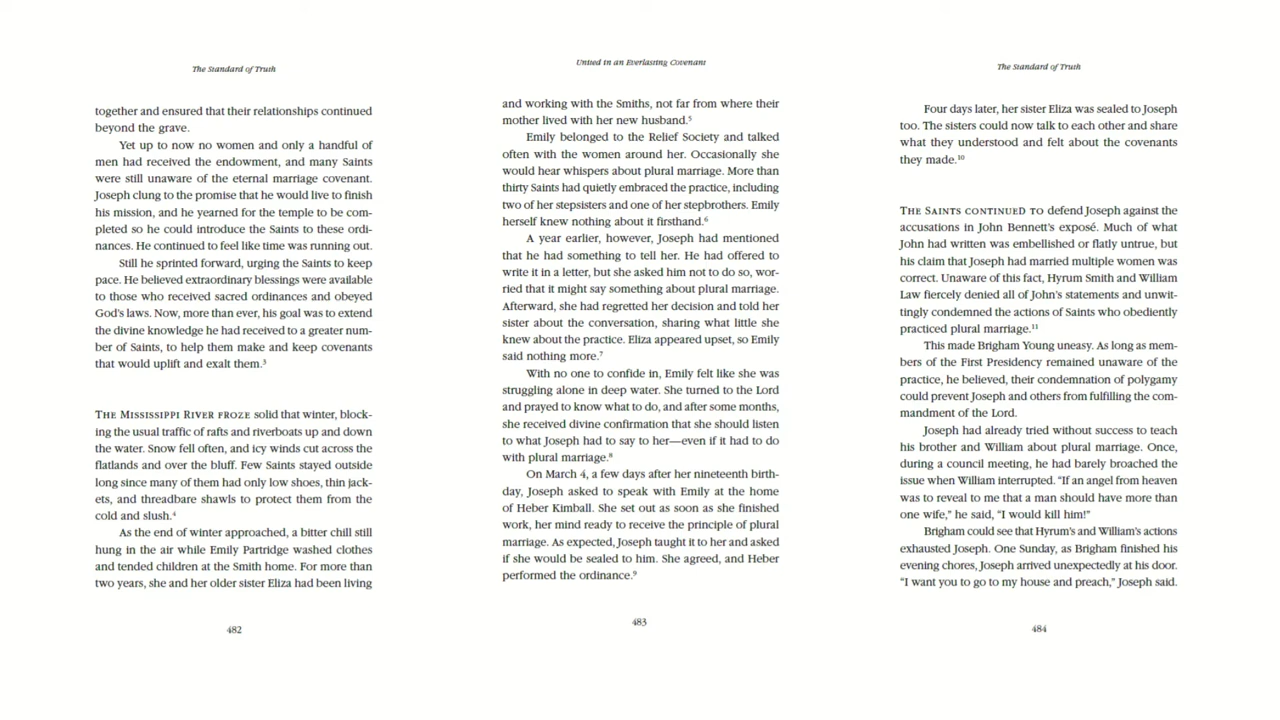 The Standard of Truth
together and ensured that their relationships continued
beyond the grave.
Yet up to now no women and only a handful of
men had received the endowment, and many Saints
were still unaware of the eternal marriage covenant.
Joseph clung to the promise that he would live to finish
his mission, and he yearned for the temple to be com-
pleted so he could introduce the Saints to these ordi-
nances. He continued to feel like time was running out.
Still he sprinted forward, urging the Saints to keep
pace. He believed extraordinary blessings were available
to those who received sacred ordinances and obeyed
God's laws. Now, more than ever, his goal was to extend
the divine knowledge he had received to a greater num-
ber of Saints, to help them make and keep covenants
that would uplift and exalt them.³
The Mississippi River froze solid that winter, block-
ing the usual traffic of rafts and riverboats up and down
the water. Snow fell often, and icy winds cut across the
flatlands and over the bluff. Few Saints stayed outside
long since many of them had only low shoes, thin jack-
ets, and threadbare shawls to protect them from the
cold and slush.⁴
As the end of winter approached, a bitter chill still
hung in the air while Emily Partridge washed clothes
and tended children at the Smith home. For more than
two years, she and her older sister Eliza had been living
482
United in an Everlasting Covenant
and working with the Smiths, not far from where their
mother lived with her new husband.⁵
Emily belonged to the Relief Society and talked
often with the women around her. Occasionally she
would hear whispers about plural marriage. More than
thirty Saints had quietly embraced the practice, including
two of her stepsisters and one of her stepbrothers. Emily
herself knew nothing about it firsthand.⁶
A year earlier, however, Joseph had mentioned
that he had something to tell her. He had offered to
write it in a letter, but she asked him not to do so, wor-
ried that it might say something about plural marriage.
Afterward, she had regretted her decision and told her
sister about the conversation, sharing what little she
knew about the practice. Eliza appeared upset, so Emily
said nothing more.⁷
With no one to confide in, Emily felt like she was
struggling alone in deep water. She turned to the Lord
and prayed to know what to do, and after some months,
she received divine confirmation that she should listen
to what Joseph had to say to her—even if it had to do
with plural marriage.⁸
On March 4, a few days after her nineteenth birth-
day, Joseph asked to speak with Emily at the home
of Heber Kimball. She set out as soon as she finished
work, her mind ready to receive the principle of plural
marriage. As expected, Joseph taught it to her and asked
if she would be sealed to him. She agreed, and Heber
performed the ordinance.⁹
483
The Standard of Truth
Four days later, her sister Eliza was sealed to Joseph
too. The sisters could now talk to each other and share
what they understood and felt about the covenants
they made.¹⁰
The Saints continued to defend Joseph against the
accusations in John Bennett's exposé. Much of what
John had written was embellished or flatly untrue, but
his claim that Joseph had married multiple women was
correct. Unaware of this fact, Hyrum Smith and William
Law fiercely denied all of John's statements and unwit-
tingly condemned the actions of Saints who obediently
practiced plural marriage.¹¹
This made Brigham Young uneasy. As long as mem-
bers of the First Presidency remained unaware of the
practice, he believed, their condemnation of polygamy
could prevent Joseph and others from fulfilling the com-
mandment of the Lord.
Joseph had already tried without success to teach
his brother and William about plural marriage. Once,
during a council meeting, he had barely broached the
issue when William interrupted. "If an angel from heaven
was to reveal to me that a man should have more than
one wife," he said, "I would kill him!"
Brigham could see that Hyrum's and William's actions
exhausted Joseph. One Sunday, as Brigham finished his
evening chores, Joseph arrived unexpectedly at his door.
"I want you to go to my house and preach," Joseph said.
484